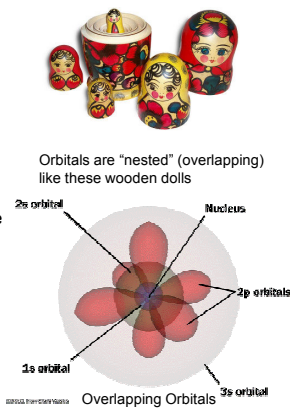 Orbitals are “nested” (overlapping)
like these wooden dolls
2s orbital
Nucleus
e
2p orbitals
1s orbital
3s orbital
Overlapping Orbitals